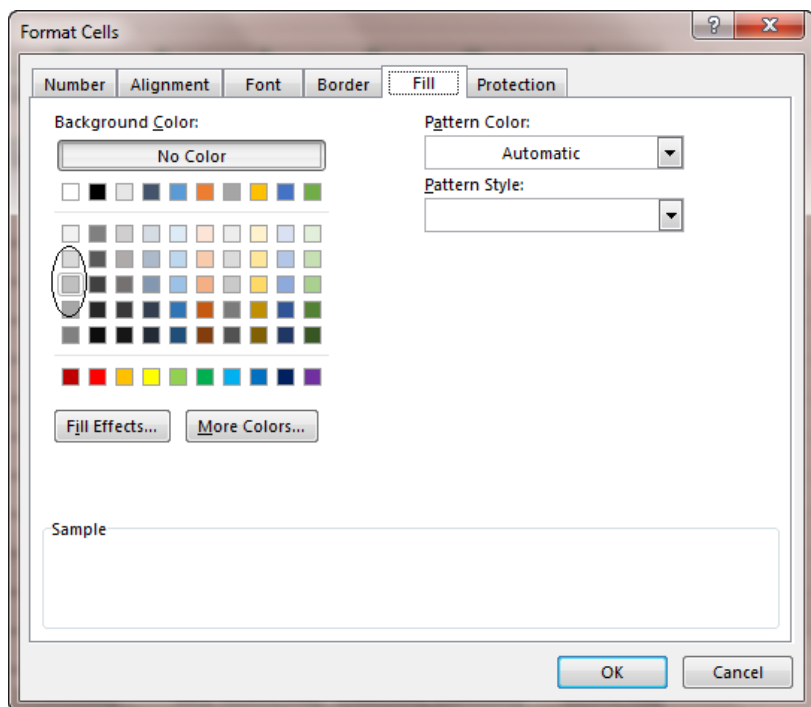 Format Cells
?
Number Alignment Font Border Fill Protection
Background Color:
No Color
Pattern Color:
Automatic
Pattern Style:
Fill Effects... More Colors...
Sample
OK Cancel